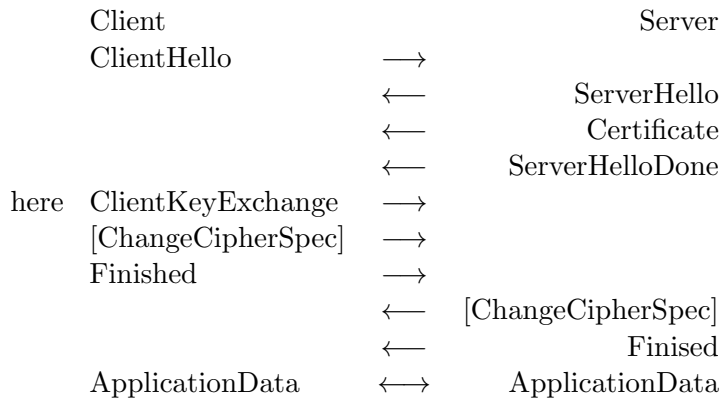 Client Server
ClientHello ⟶
⟵ ServerHello
⟵ Certificate
⟵ ServerHelloDone
here ClientKeyExchange ⟶
[ChangeCipherSpec] ⟶
Finished ⟶
⟵ [ChangeCipherSpec]
⟵ Finised
ApplicationData ⟷ ApplicationData